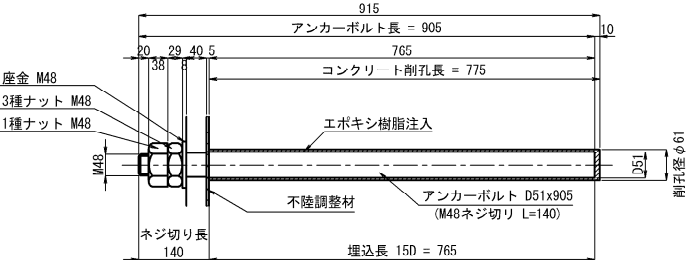 915
アンカーボルト長 = 905
10
20 29 40 5
765
38 8
コンクリート削孔長 = 775
座金 M48
3種ナット M48
1種ナット M48
エポキシ樹脂注入
M48
D51
削孔径φ61
アンカーボルト D51x905
(M48ネジ切リ L=140)
不陸調整材
ネジ切り長
140
埋込長 15D = 765